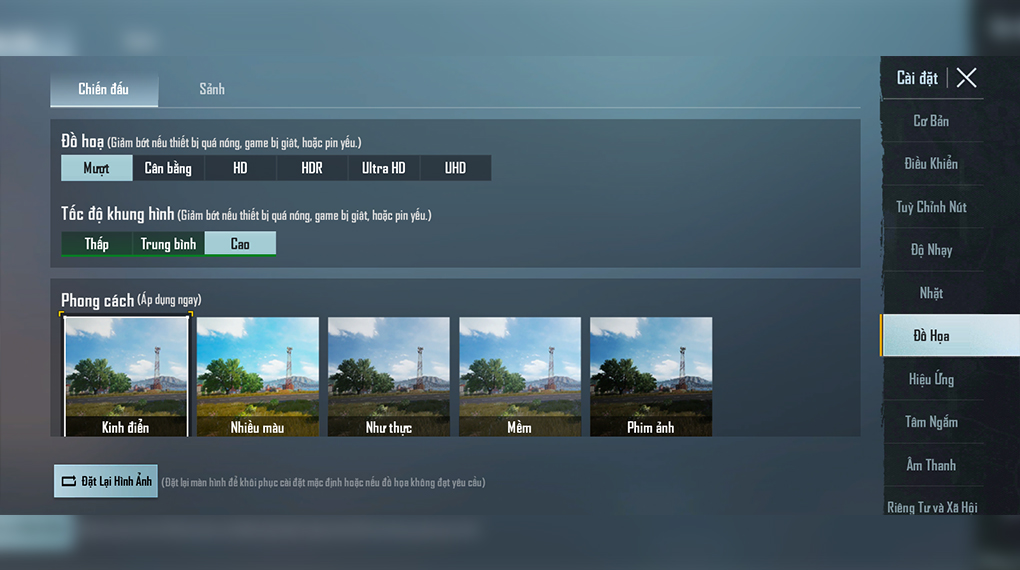 Chiến đấu
Sảnh
Đồ hoạ (Giảm bớt nếu thiết bị quá nóng, game bị giật, hoặc pin yếu.)
Mượt Cân bằng HD HDR Ultra HD UHD
Tốc độ khung hình (Giảm bớt nếu thiết bị quá nóng, game bị giật, hoặc pin yếu.)
Thấp Trung bình Cao
Phong cách (Áp dụng ngay)
Kinh điển Nhiều màu Như thực Mềm Phim ảnh
Đặt Lại Hình Ảnh (Đặt lại màn hình để khôi phục cài đặt mặc định hoặc nếu đồ họa không đạt yêu cầu)
Cài đặt
Cơ Bản
Điều Khiển
Tuỳ Chỉnh Nút
Độ Nhạy
Nhặt
Đồ Họa
Hiệu Ứng
Tâm Ngắm
Âm Thanh
Riêng Tư và Xã Hội